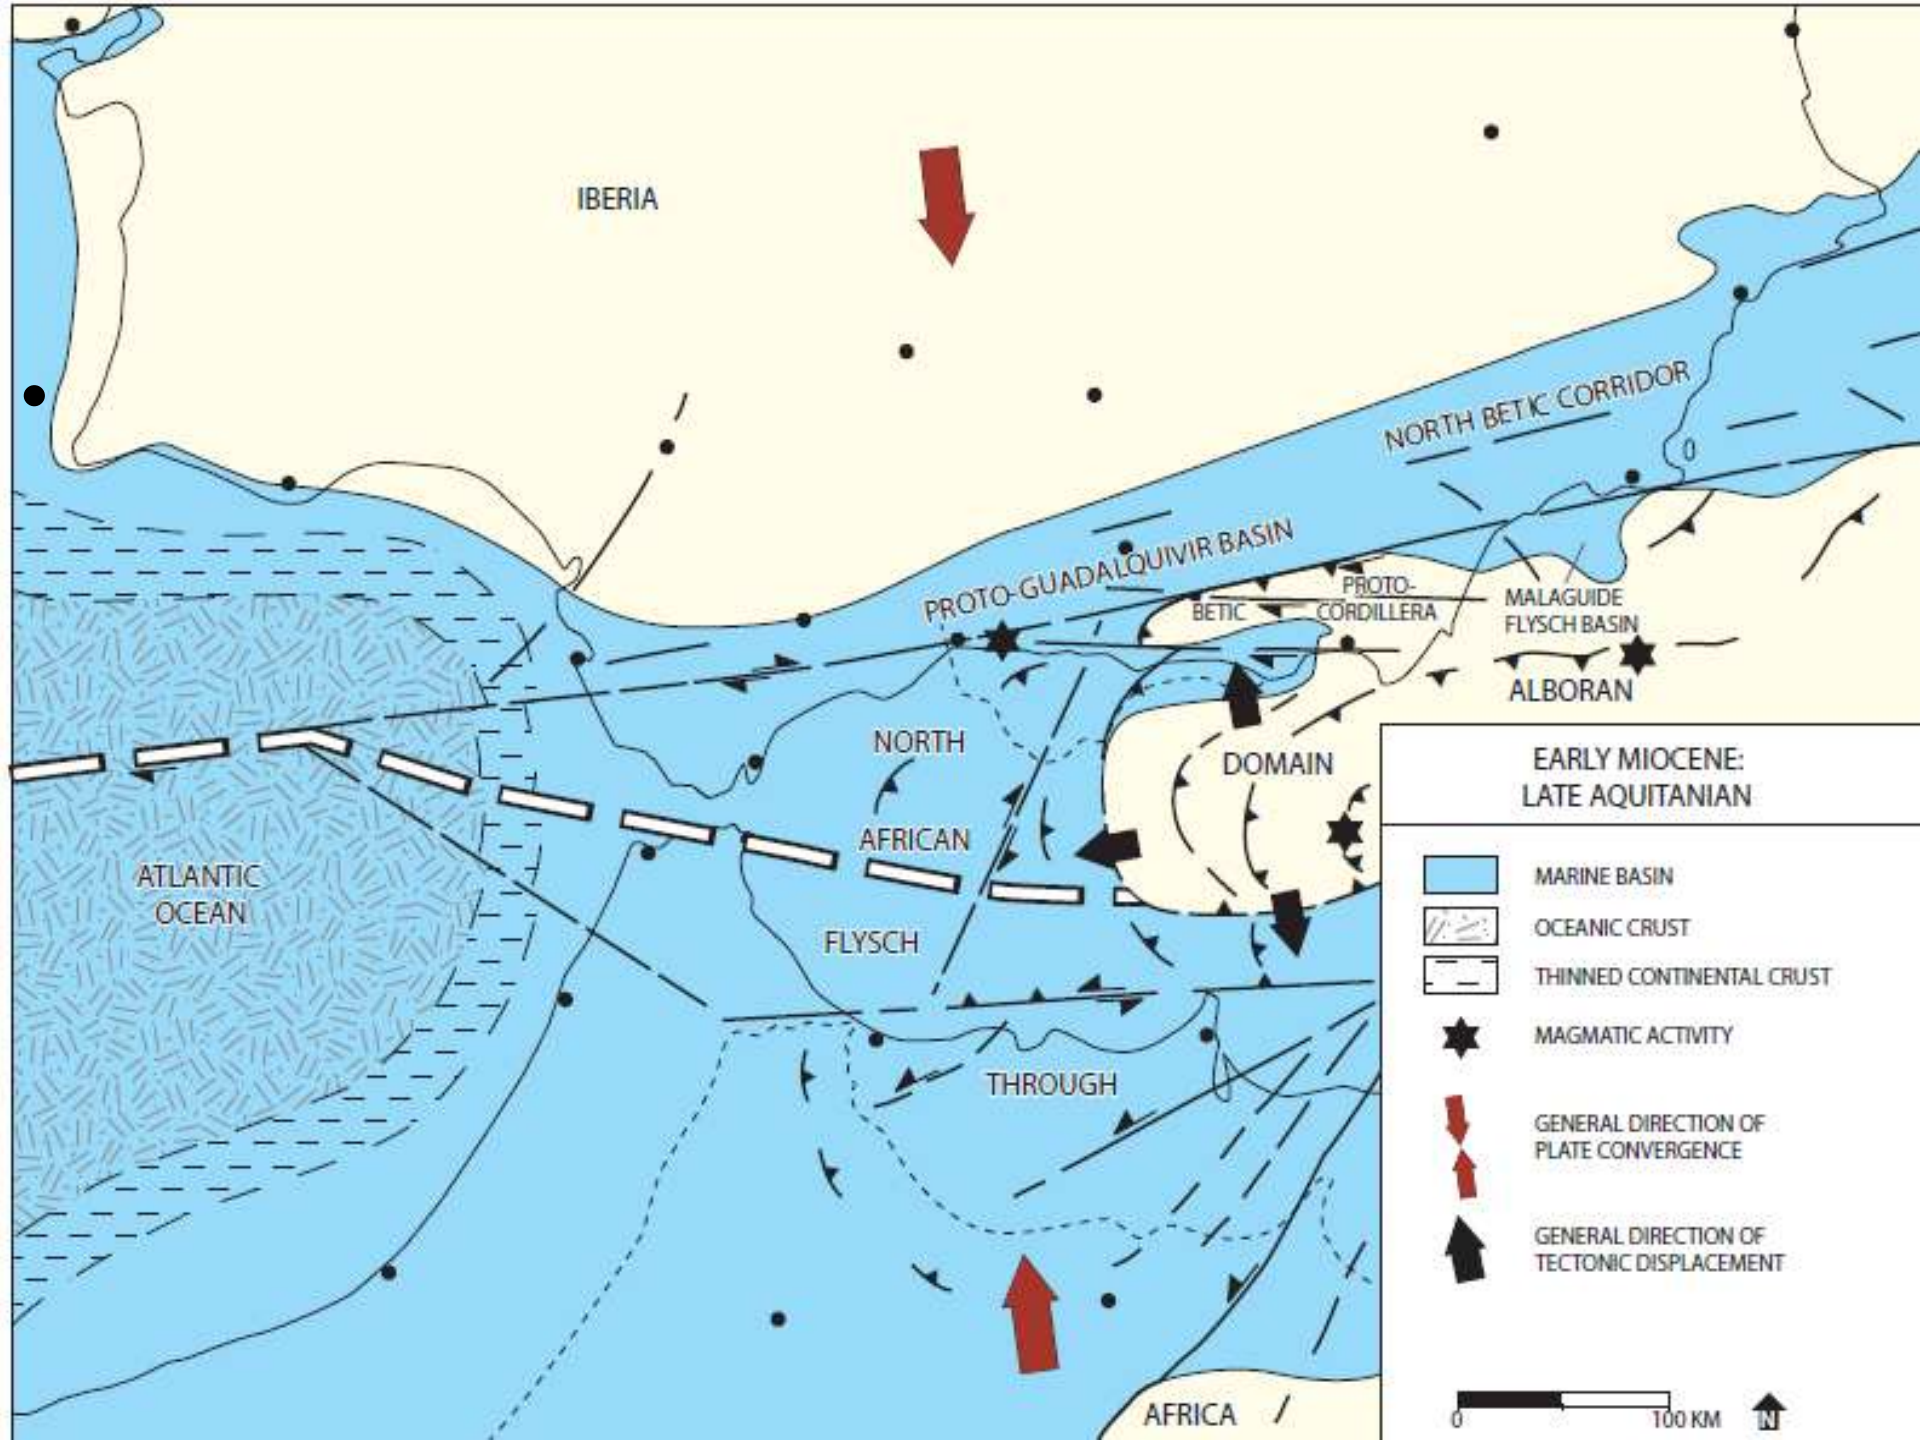 IBERIA
NORTH BETIC CORRIDOR
PROTO-GUADALQUIVIR BASIN
PROTO-
BETIC CORDILLERA
MALAGUIDE
FLYSCH BASIN
ALBORAN
DOMAIN
NORTH
AFRICAN
FLYSCH
THROUGH
ATLANTIC
OCEAN
AFRICA
EARLY MIOCENE:
LATE AQUITANIAN
MARINE BASIN
OCEANIC CRUST
THINNED CONTINENTAL CRUST
MAGMATIC ACTIVITY
GENERAL DIRECTION OF
PLATE CONVERGENCE
GENERAL DIRECTION OF
TECTONIC DISPLACEMENT
0 100 KM N